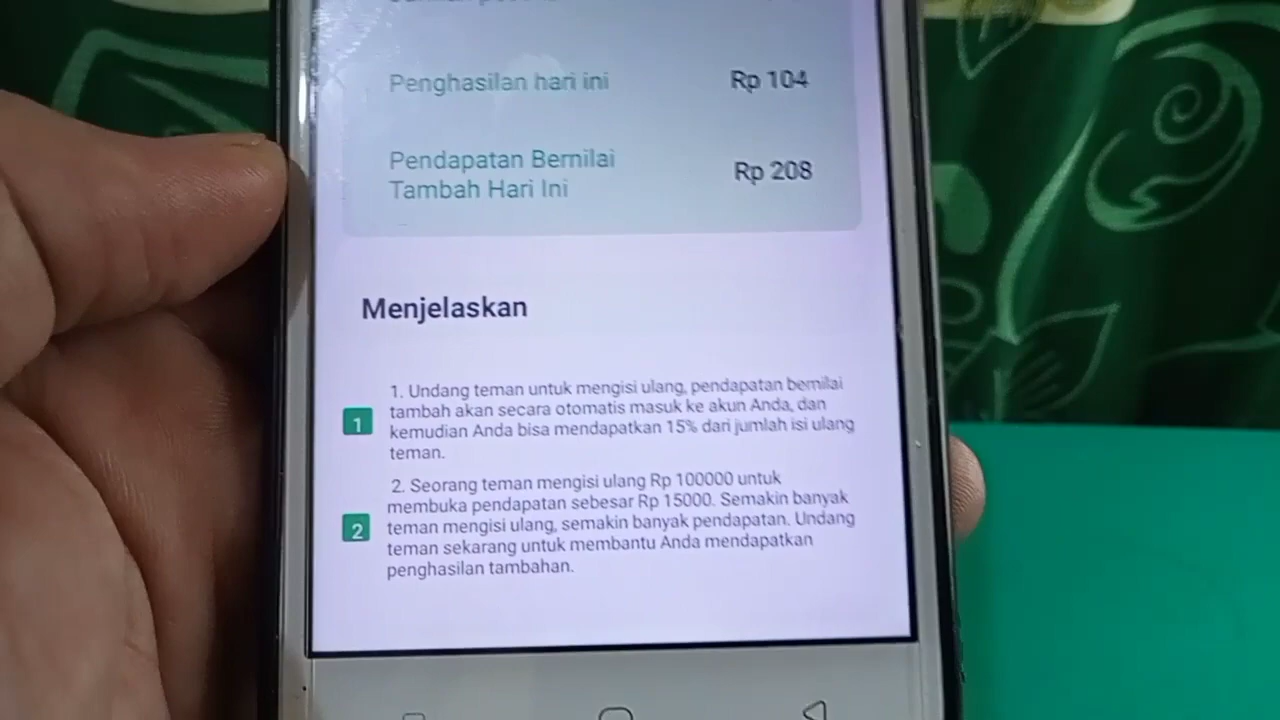 Penghasilan hari ini Rp 104
Pendapatan Bernilai
Tambah Hari Ini Rp 208
Menjelaskan
1
1. Undang teman untuk mengisi ulang, pendapatan bernilai
tambah akan secara otomatis masuk ke akun Anda, dan
kemudian Anda bisa mendapatkan 15% dari jumlah isi ulang
teman.
2
2. Seorang teman mengisi ulang Rp 100000 untuk
membuka pendapatan sebesar Rp 15000. Semakin banyak
teman mengisi ulang, semakin banyak pendapatan. Undang
teman sekarang untuk membantu Anda mendapatkan
penghasilan tambahan.